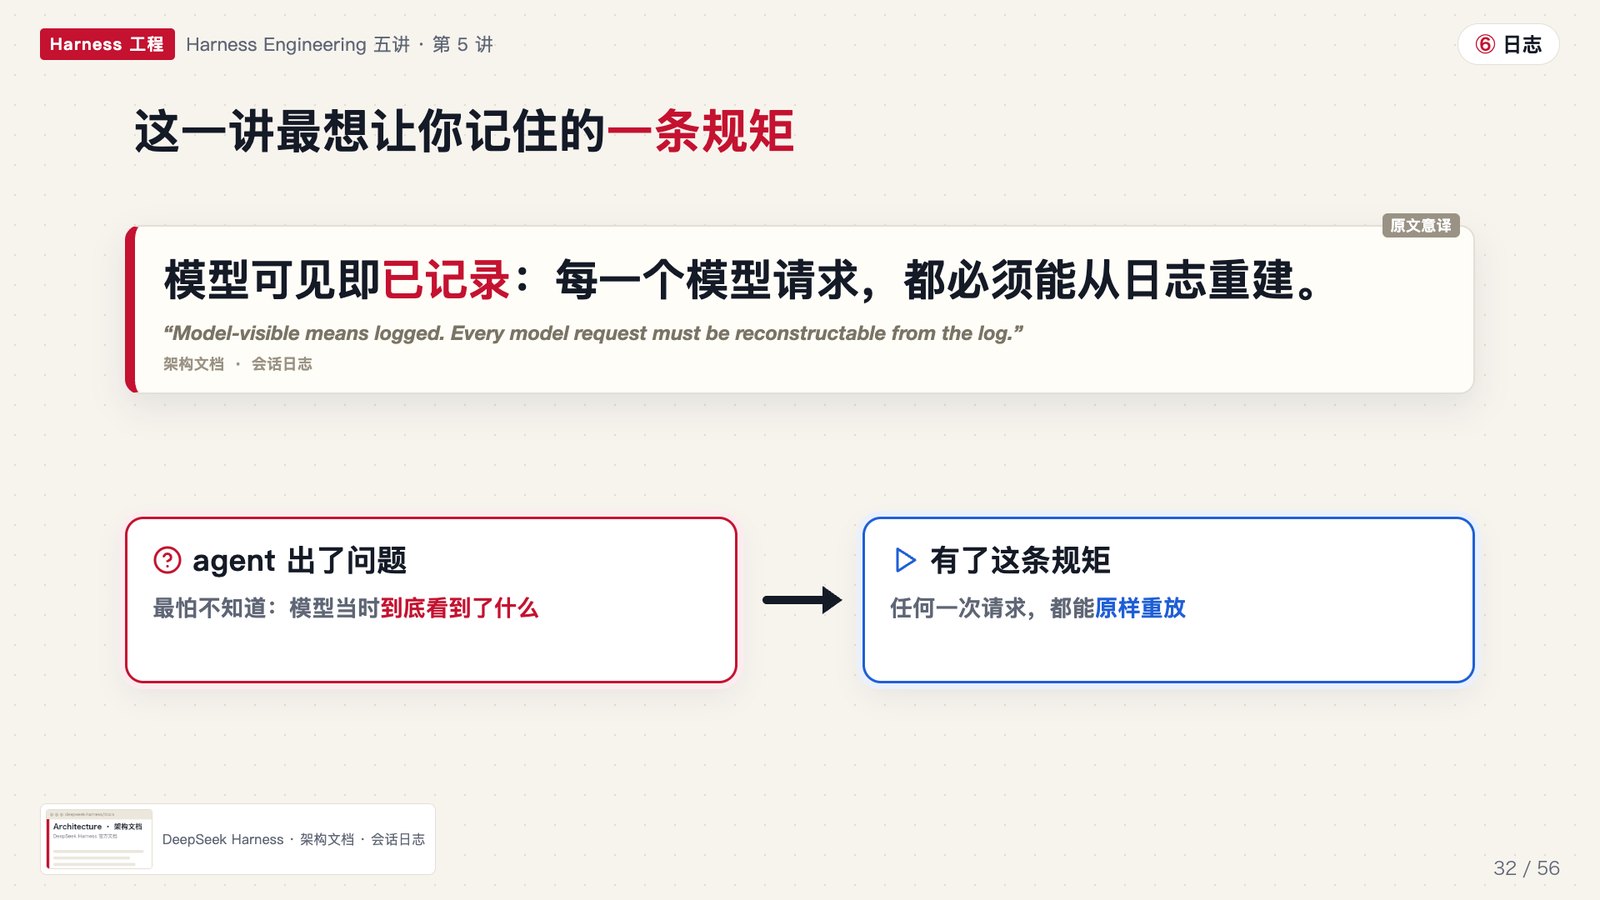 Harness 工程
Harness Engineering 五讲 · 第 5 讲
⑥ 日志
这一讲最想让你记住的一条规矩
原文意译
模型可见即已记录：每一个模型请求，都必须能从日志重建。
“Model-visible means logged. Every model request must be reconstructable from the log.”
架构文档 · 会话日志
agent 出了问题
最怕不知道：模型当时到底看到了什么
有了这条规矩
任何一次请求，都能原样重放
Architecture · 架构文档
DeepSeek Harness 官方文档
DeepSeek Harness · 架构文档 · 会话日志
32 / 56